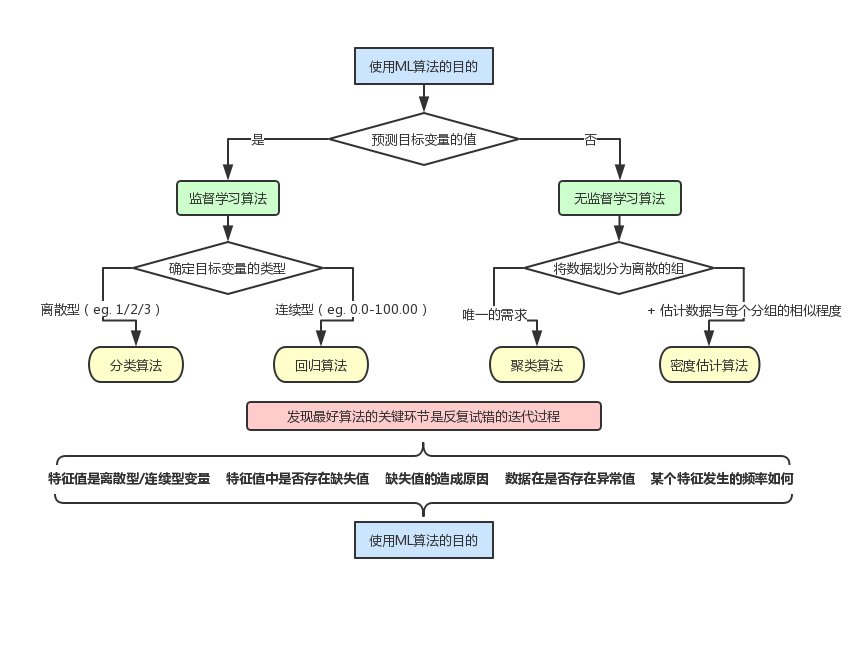 使用ML算法的目的
预测目标变量的值
是
否
监督学习算法
无监督学习算法
确定目标变量的类型
将数据划分为离散的组
离散型 ( eg. 1/2/3 )
连续型 ( eg. 0.0-100.00 )
唯一的需求
+ 估计数据与每个分组的相似程度
分类算法
回归算法
聚类算法
密度估计算法
发现最好算法的关键环节是反复试错的迭代过程
特征值是离散型/连续型变量
特征值中是否存在缺失值
缺失值的造成原因
数据在是否存在异常值
某个特征发生的频率如何
使用ML算法的目的